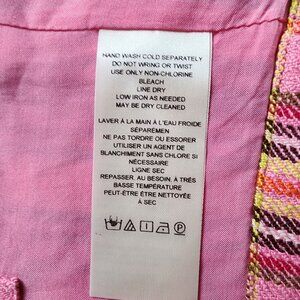 HAND WASH COLD SEPARATELY
DO NOT WRING OR TWIST
USE ONLY NON-CHLORINE
BLEACH
LINE DRY
LOW IRON AS NEEDED
MAY BE DRY CLEANED
LAVER À LA MAIN À L'EAU FROIDE
SÉPARÉMEN
NE PAS TORDRE OU ESSORER
UTILISER UN AGENT DE
BLANCHIMENT SANS CHLORE SI
NÉCESSAIRE
LIGNE SEC
REPASSER, AU BESOIN, À TRÈS
BASSE TEMPÉRATURE
PEUT-ÊTRE ÊTRE NETTOYÉE
À SEC